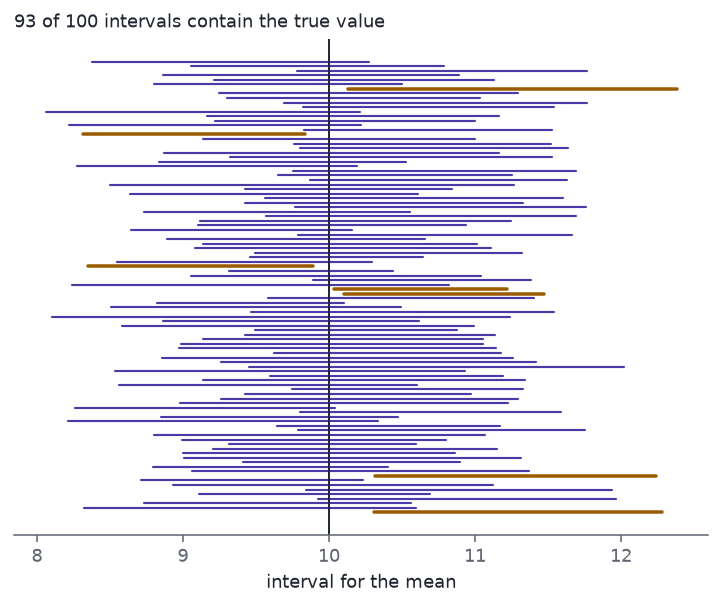 93 of 100 intervals contain the true value
8 9 10 11 12
interval for the mean